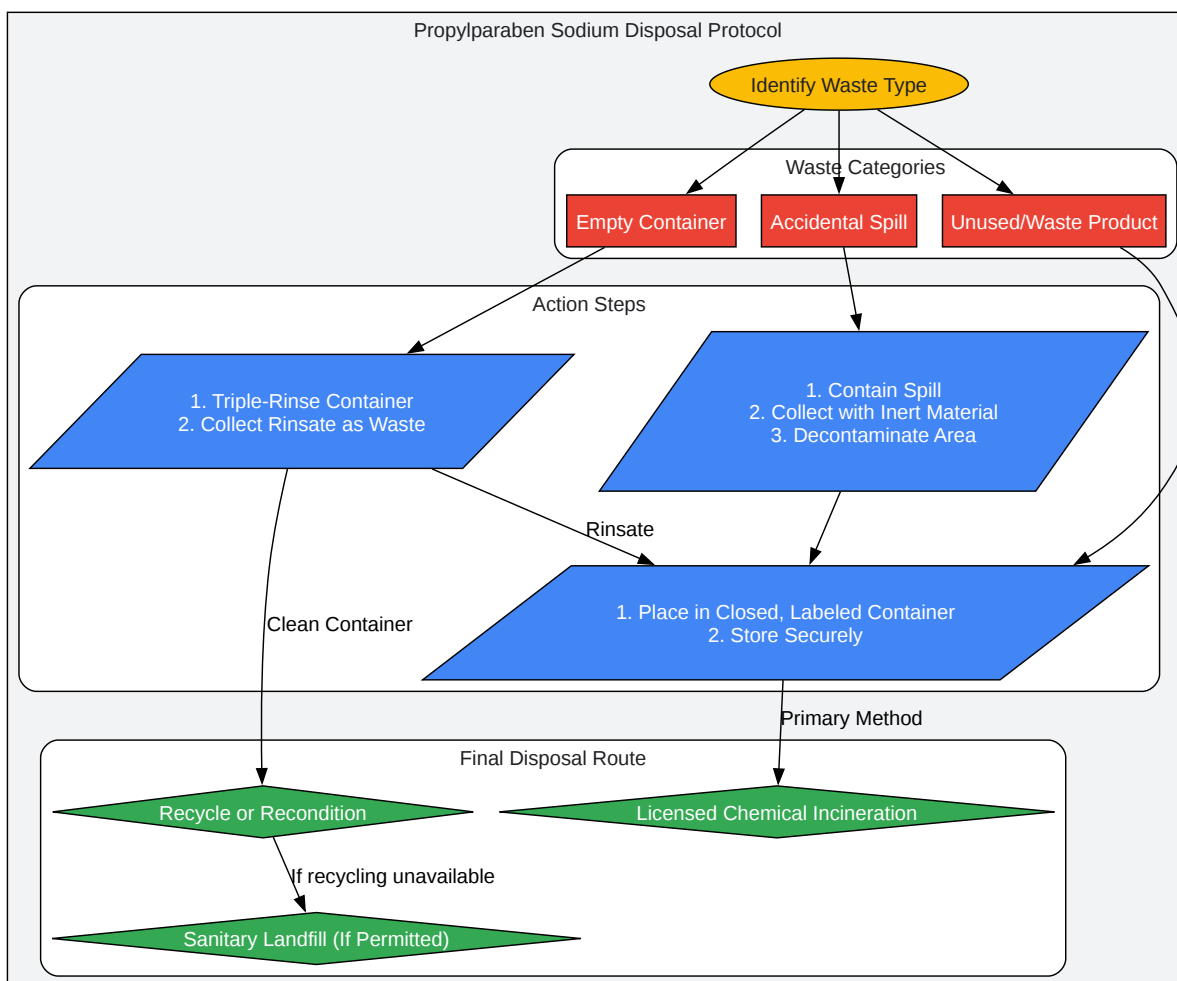 Propylparaben Sodium Disposal Protocol
Identify Waste Type
Waste Categories
Empty Container
Accidental Spill
Unused/Waste Product
Action Steps
1. Triple-Rinse Container
2. Collect Rinsate as Waste
1. Contain Spill
2. Collect with Inert Material
3. Decontaminate Area
Rinsate
1. Place in Closed, Labeled Container
2. Store Securely
Clean Container
Primary Method
Final Disposal Route
Recycle or Recondition
Licensed Chemical Incineration
If recycling unavailable
Sanitary Landfill (If Permitted)